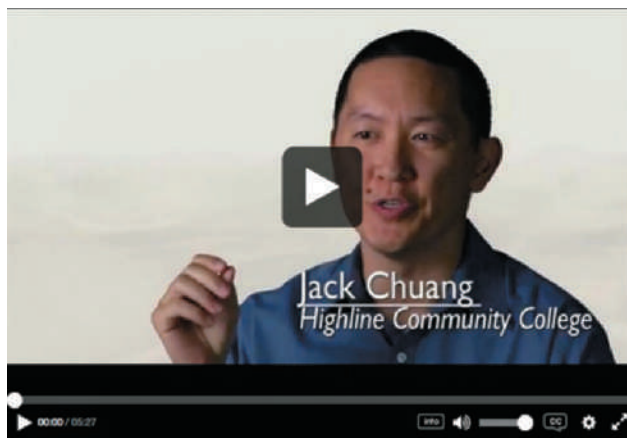 Jack Chuang
Highline Community College
00:00 / 05:27
info
CC